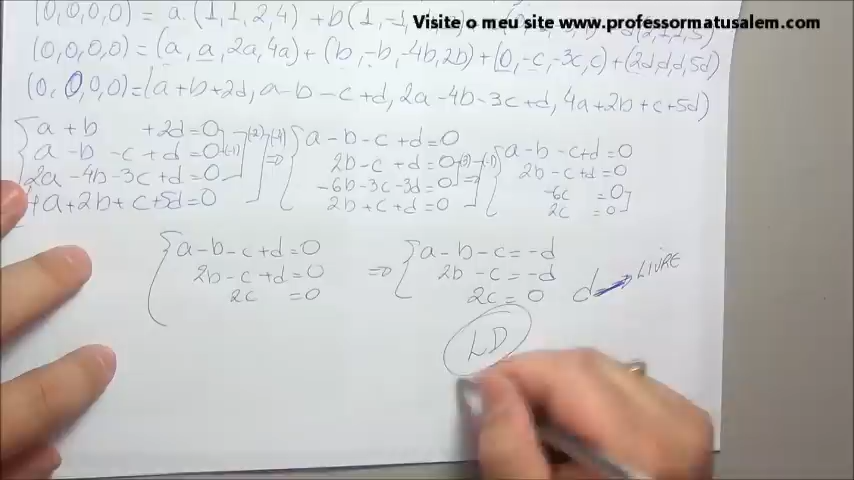 Visite o meu site www.professormatusalem.com
(0,0,0,0) = a.(1,1,2,4) + b(1,-1,
(0,0,0,0) = (a, a, 2a, 4a) + (b, -b, -4b, 2b) + (0, -c, -3c, c) + (2d, d, d, 5d)
(0,0,0,0) = (a+b+2d, a-b-c+d, 2a-4b-3c+d, 4a+2b+c+5d)
a + b + 2d = 0
a - b - c + d = 0 (-1)
2a - 4b - 3c + d = 0
4a + 2b + c + 5d = 0
(-2)
a - b - c + d = 0
2b - c + d = 0 (3)
-6b - 3c - 3d = 0
2b + c + d = 0
(-1)
a - b - c + d = 0
2b - c + d = 0
-6c = 0
2c = 0
a - b - c + d = 0
2b - c + d = 0
2c = 0
⇒
a - b - c = -d
2b - c = -d
2c = 0
d → LIVRE
LD